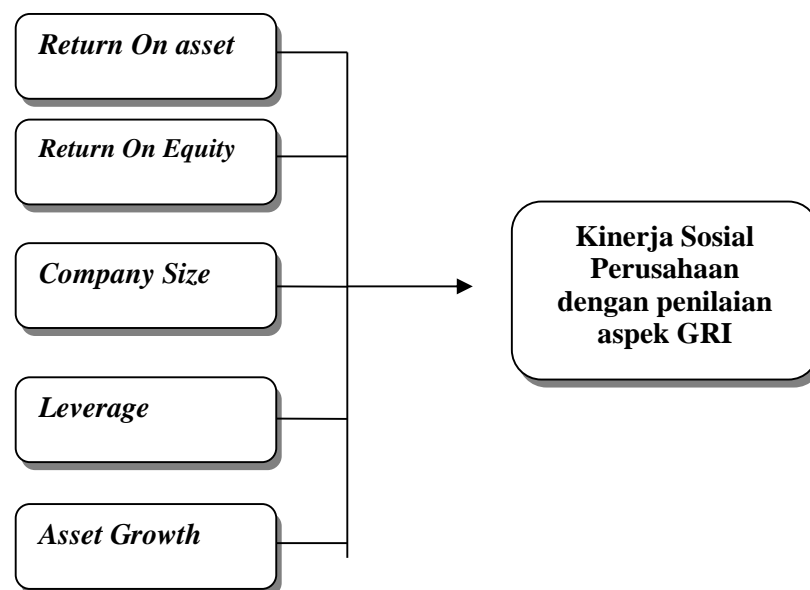 Return On asset
Return On Equity
Company Size
Leverage
Asset Growth
Kinerja Sosial
Perusahaan
dengan penilaian
aspek GRI